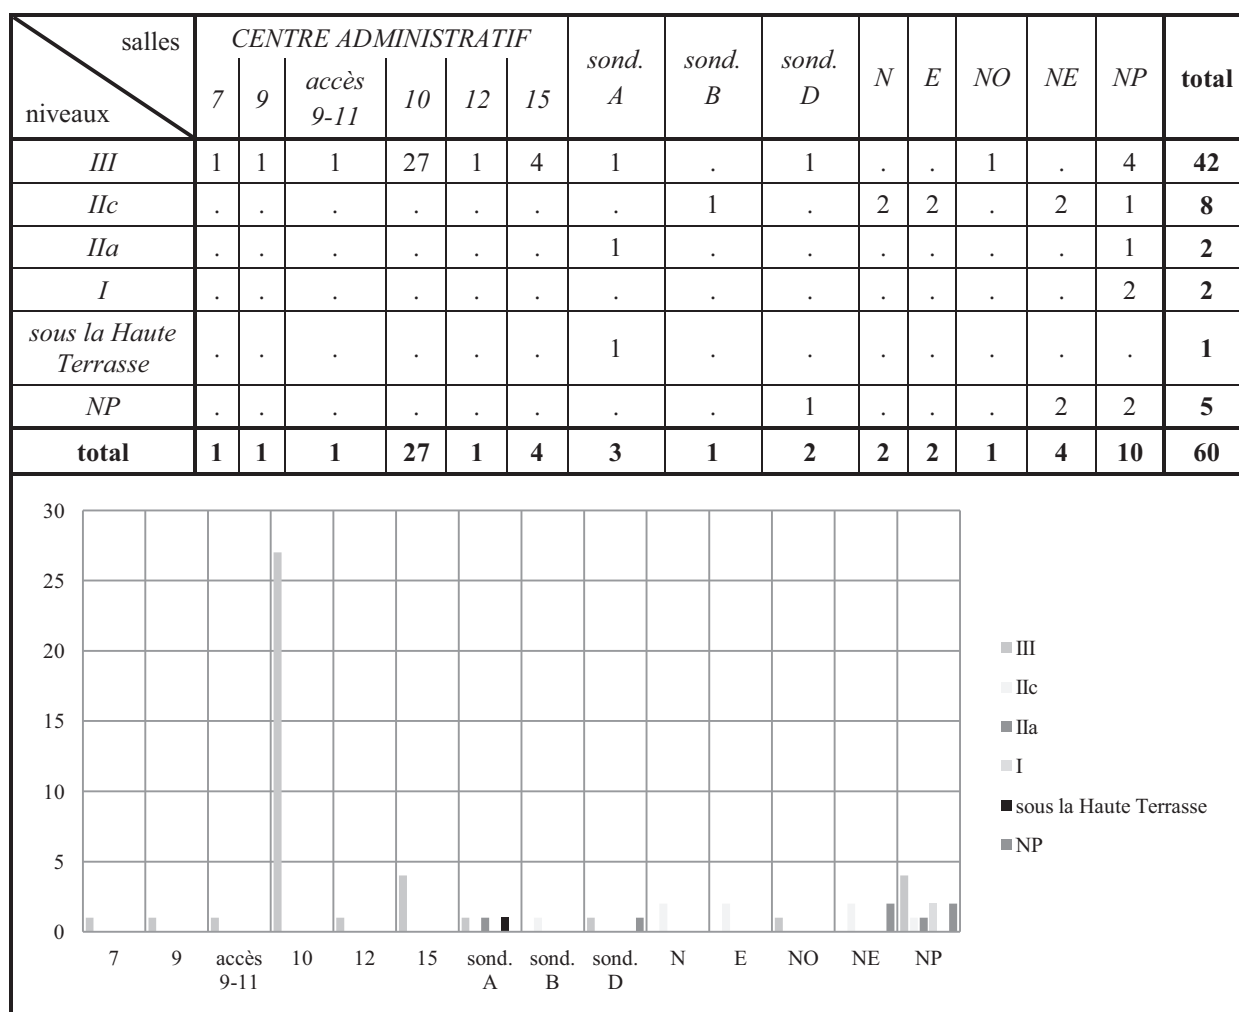 salles CENTRE ADMINISTRATIF sond. A sond. B sond. D N E NO NE NP total
niveaux 7 9 accès 9-11 10 12 15
III 1 1 1 27 1 4 1 . 1 . . 1 . 4 42
IIc . . . . . . . 1 . 2 2 . 2 1 8
IIa . . . . . . 1 . . . . . . 1 2
I . . . . . . . . . . . . . 2 2
sous la Haute
Terrasse . . . . . . 1 . . . . . . . 1
NP . . . . . . . . 1 . . . 2 2 5
total 1 1 1 27 1 4 3 1 2 2 2 1 4 10 60
30
25
20
15
10
5
0
7 9 accès 10 12 15 sond. sond. sond. N E NO NE NP
9-11 A B D
III
IIc
IIa
I
sous la Haute Terrasse
NP